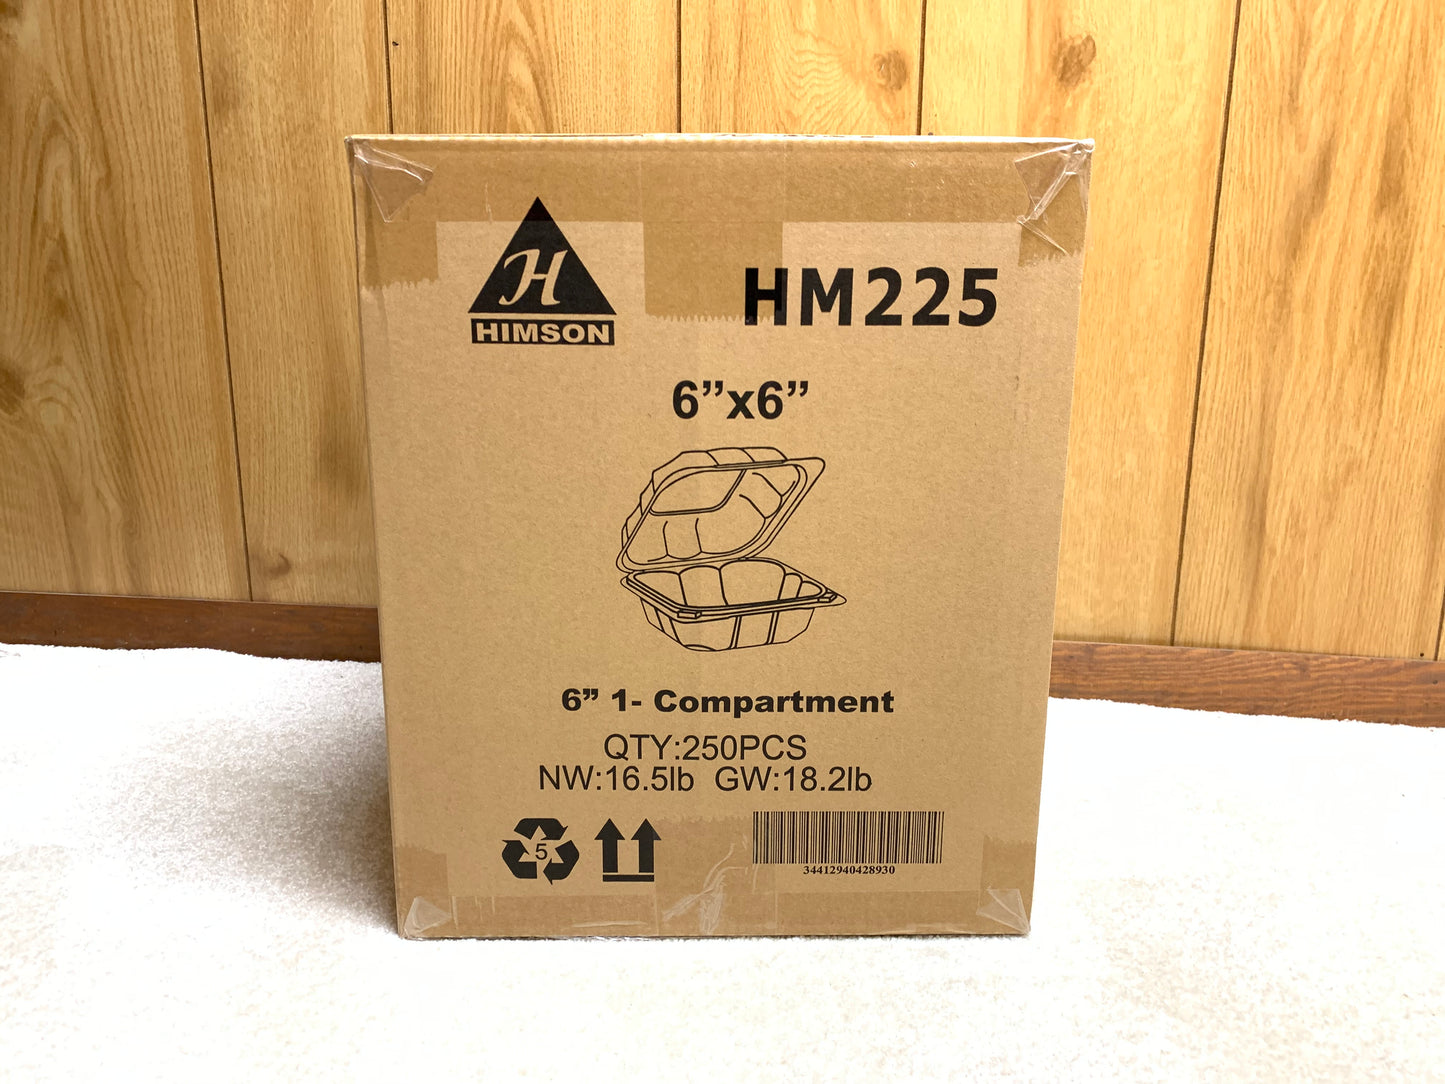 H
HIMSON
HM225
6”x6”
6” 1- Compartment
QTY:250PCS
NW:16.5lb GW:18.2lb
5
34412940428930